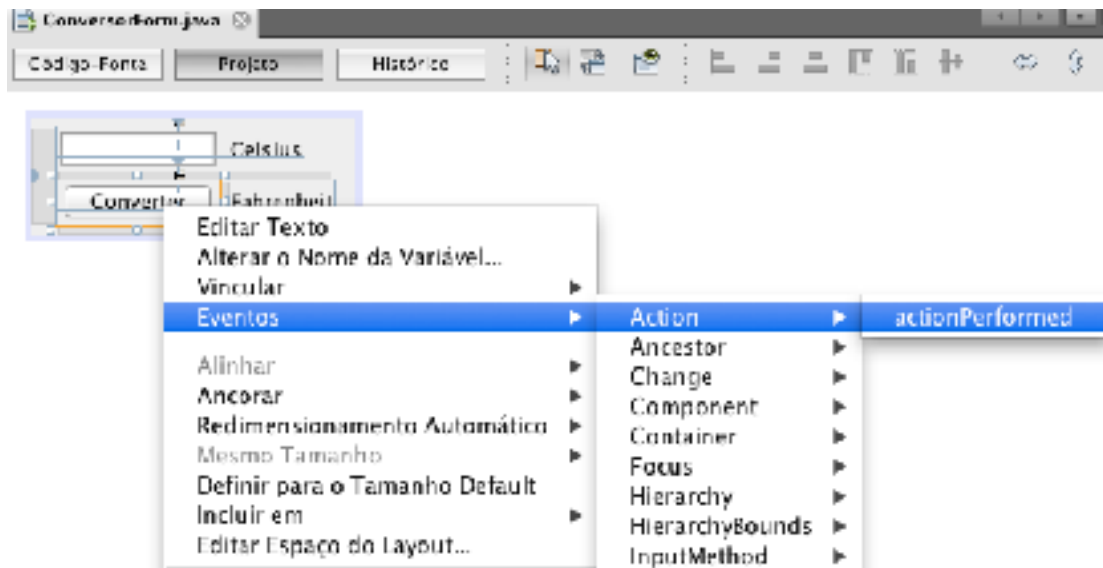 ConversorForm.java
Código-Fonte Projeto Histórico
Celsius
Converter Fahrenheit
Editar Texto
Alterar o Nome da Variável...
Vincular
Eventos Action actionPerformed
Ancestor
Alinhar
Change
Ancorar
Component
Redimensionamento Automático
Container
Mesmo Tamanho
Focus
Definir para o Tamanho Default
Hierarchy
Incluir em
HierarchyBounds
Editar Espaço do Layout...
InputMethod